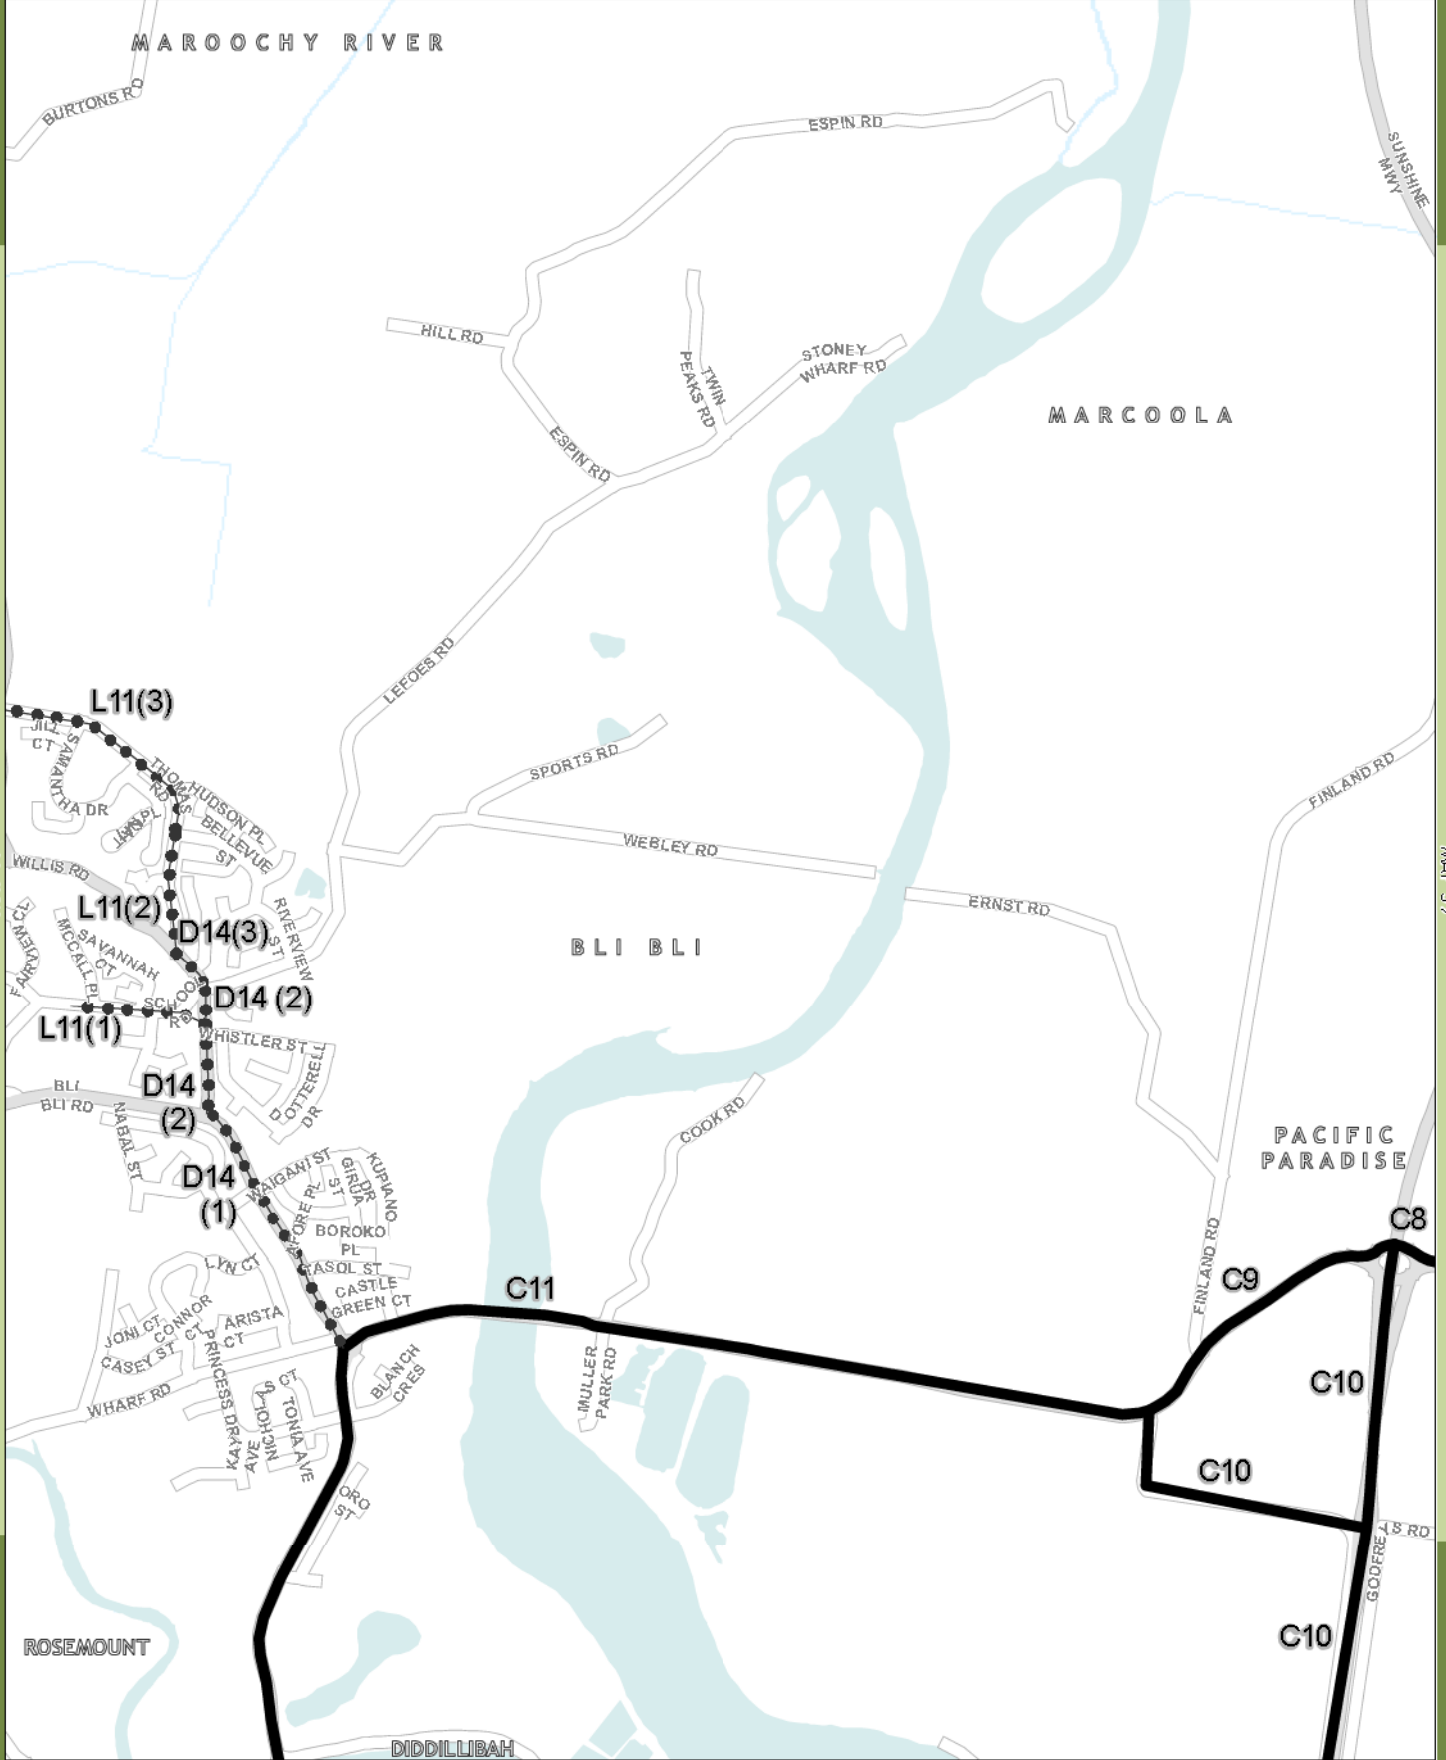 MAROOCHY RIVER
BURTONS RD
ESPIN RD
SUNSHINE
MWY
HILL RD
STONEY
WHARF RD
TWIN
PEAKS RD
MARCOOLA
ESPIN RD
LEFOES RD
L11(3)
JILL
CT
SAMANTHA DR
THOMAS
RD
HUDSON PL
BELLEVUE
ST
SPORTS RD
FINLAND RD
WEBLEY RD
WILLIS RD
ERNST RD
L11(2)
D14(3)
RIVERVIEW
ST
BLI BLI
FAIRVIEW CT
MCCALL PL
SAVANNAH
CT
SCHOOL
RD
D14 (2)
L11(1)
WHISTLER ST
DOTTERELL
DR
D14
(2)
BLI
BLI RD
NABAL ST
COOK RD
PACIFIC
PARADISE
D14
(1)
WAIGANI ST
GIRUA
ST
KUPIANO
DR
BOROKO
PL
C8
FINLAND RD
C9
LYN CT
TASOL ST
CASTLE
GREEN CT
C11
JONI CT
CONNOR
CT
ARISTA
CT
CASEY ST
PRINCESS DR
BLANCH
CRES
MULLER
PARK RD
C10
WHARF RD
S CT
NICHOLAS
TONIA AVE
KAY
AVE
C10
ORO
ST
GODFREYS RD
C10
ROSEMOUNT
DIDDILLIBAH